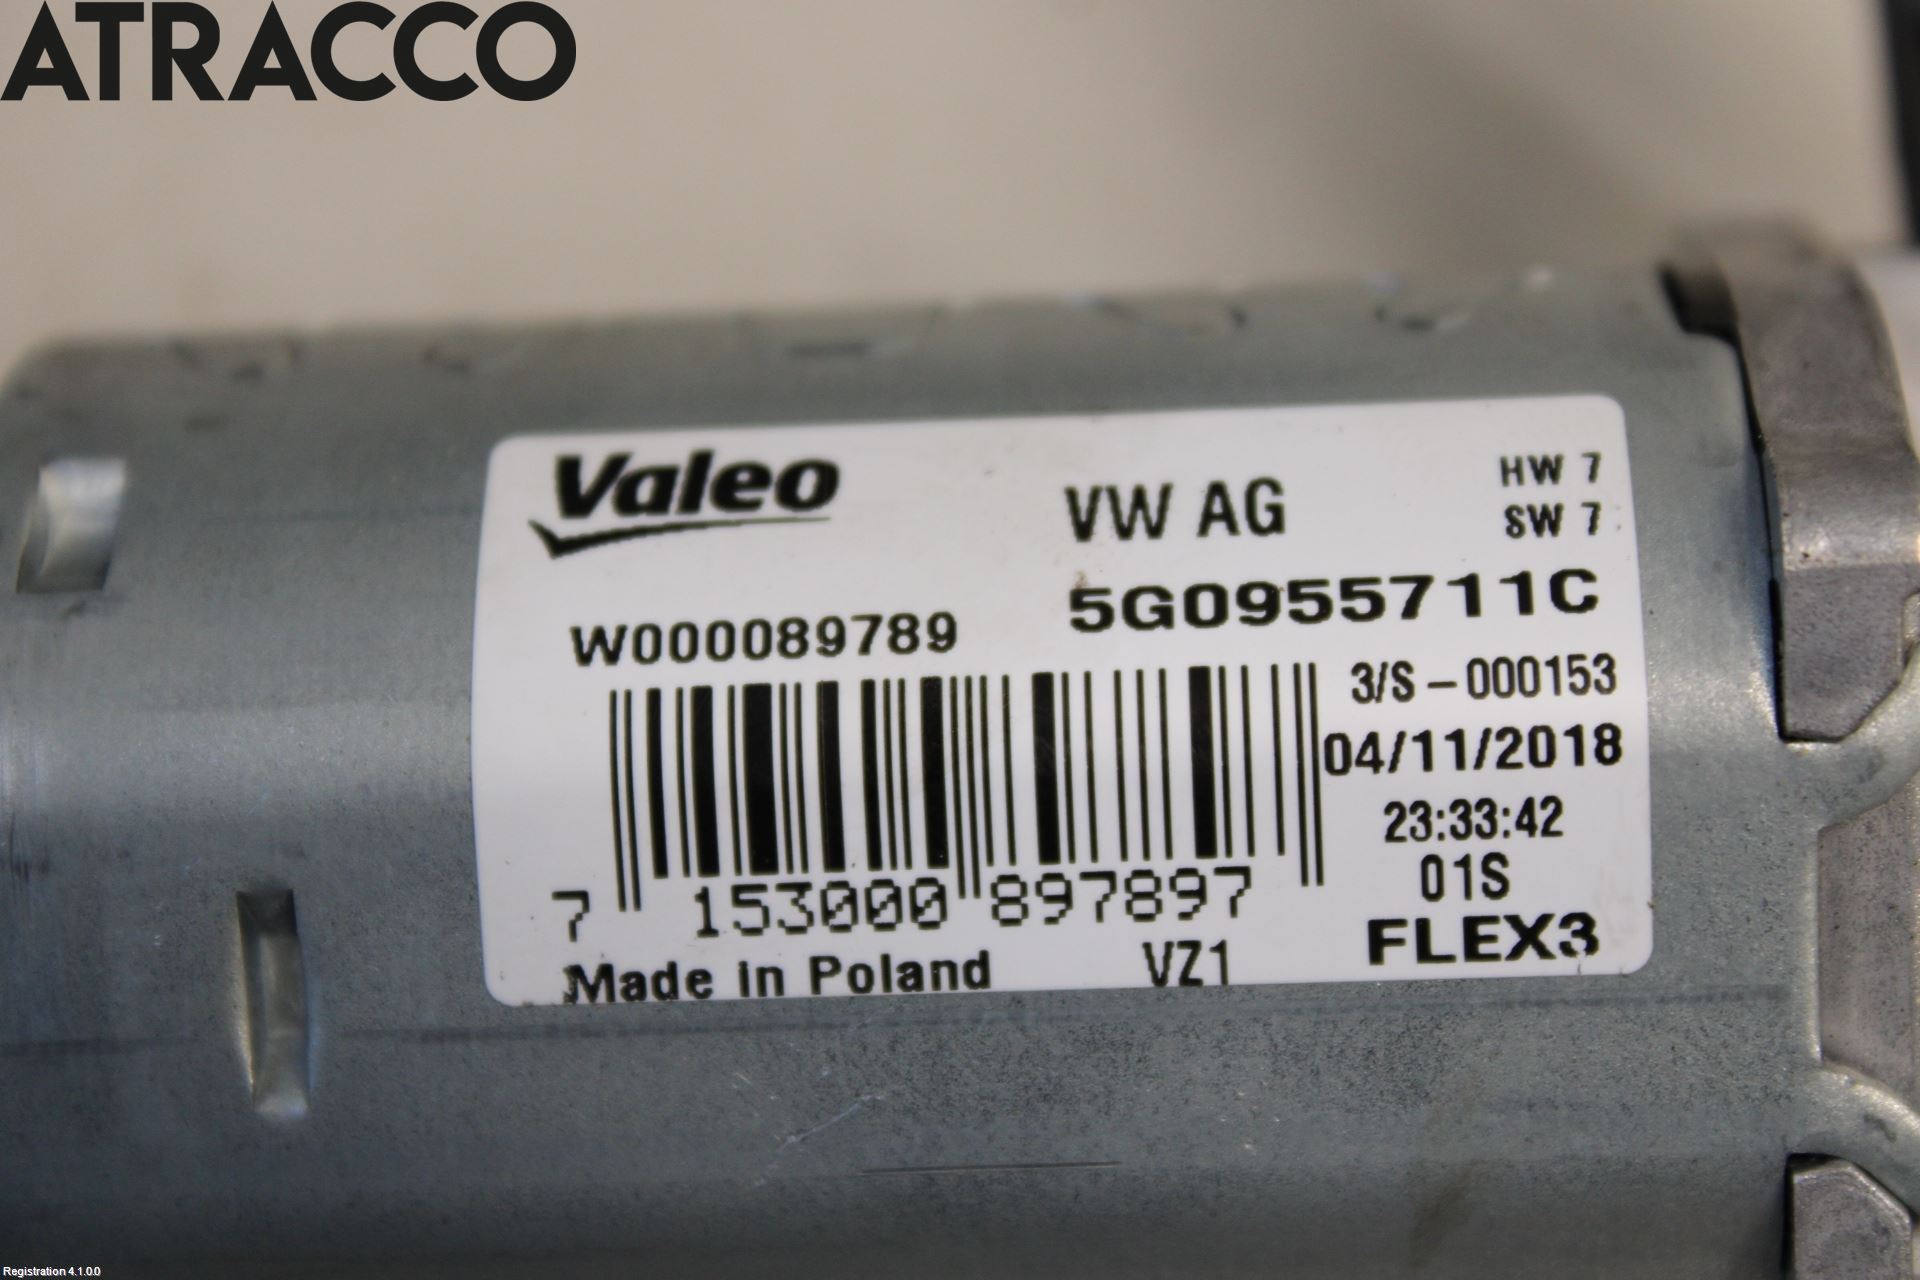 ATRACCO
Valeo
VW AG
HW 7
SW 7
5G0955711C
W000089789
3/S-000153
04/11/2018
23:33:42
01S
7 153000 897897
FLEX3
Made in Poland
VZ1
Registration 4.1.0.0